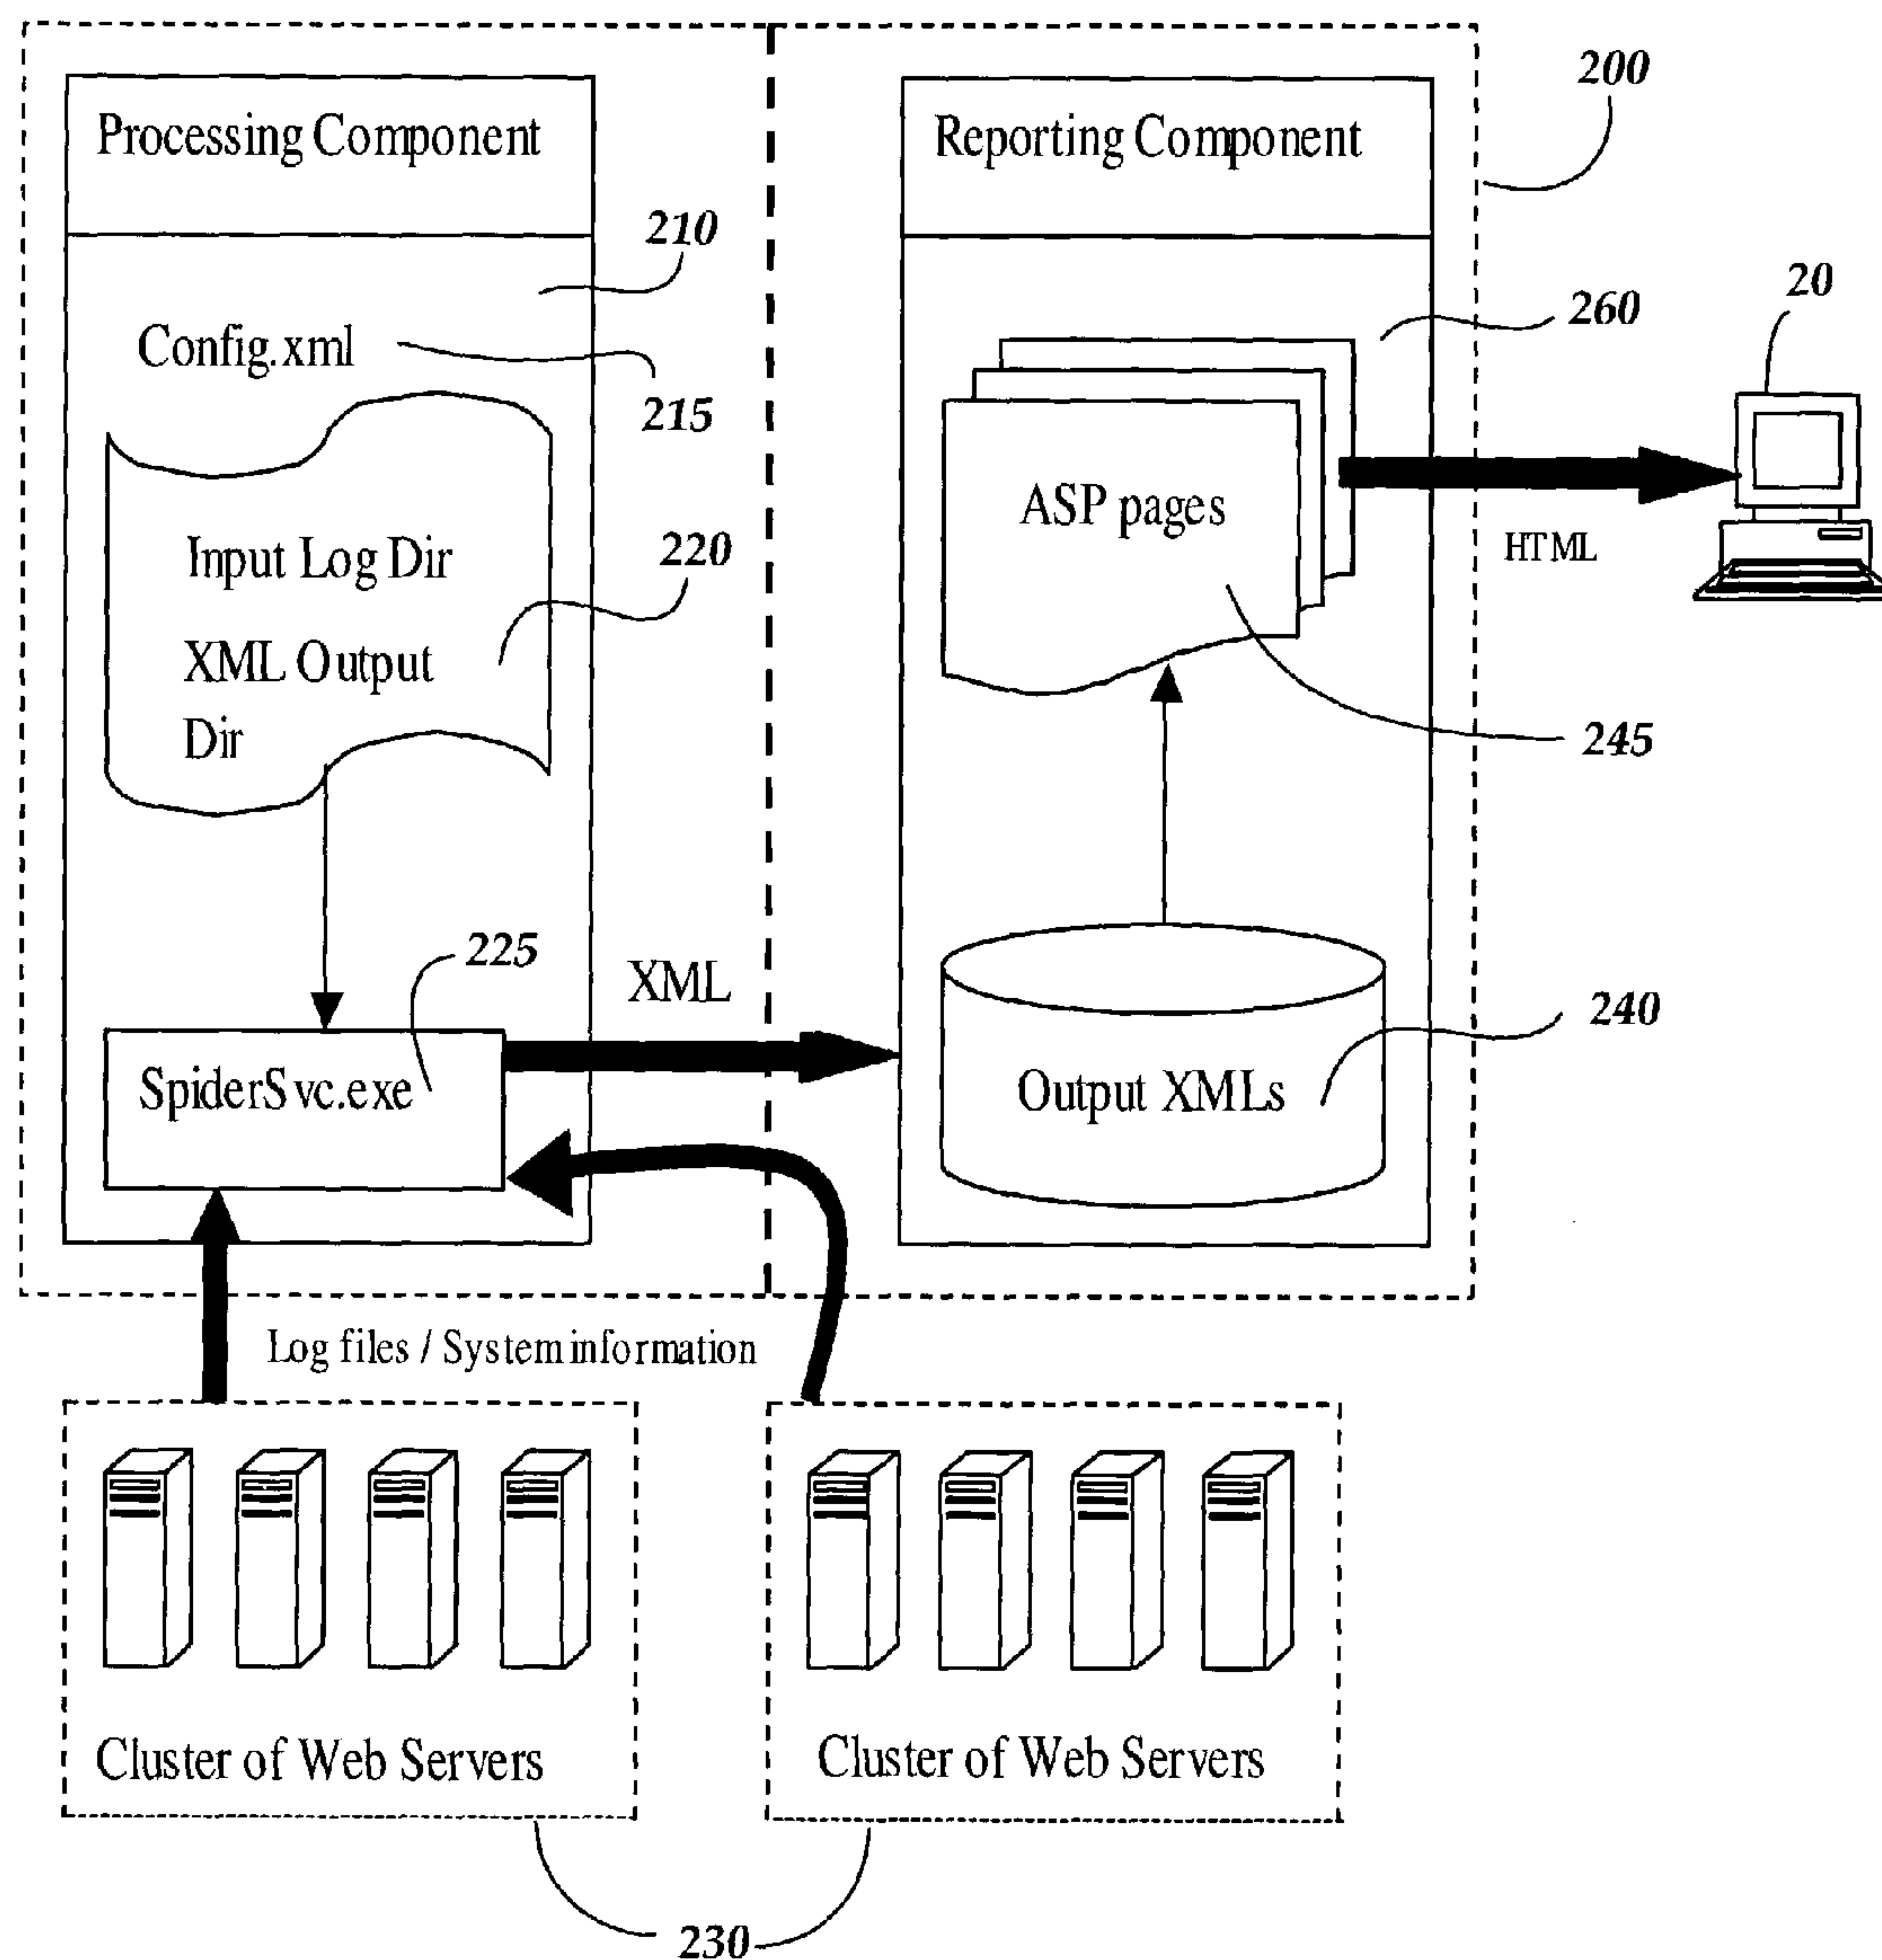 Processing Component
Reporting Component
200
210
Config.xml
215
260
20
Input Log Dir
220
XML Output
Dir
ASP pages
HTML
245
225
XML
SpiderSvc.exe
Output XMLs
240
Log files / System information
Cluster of Web Servers
Cluster of Web Servers
230